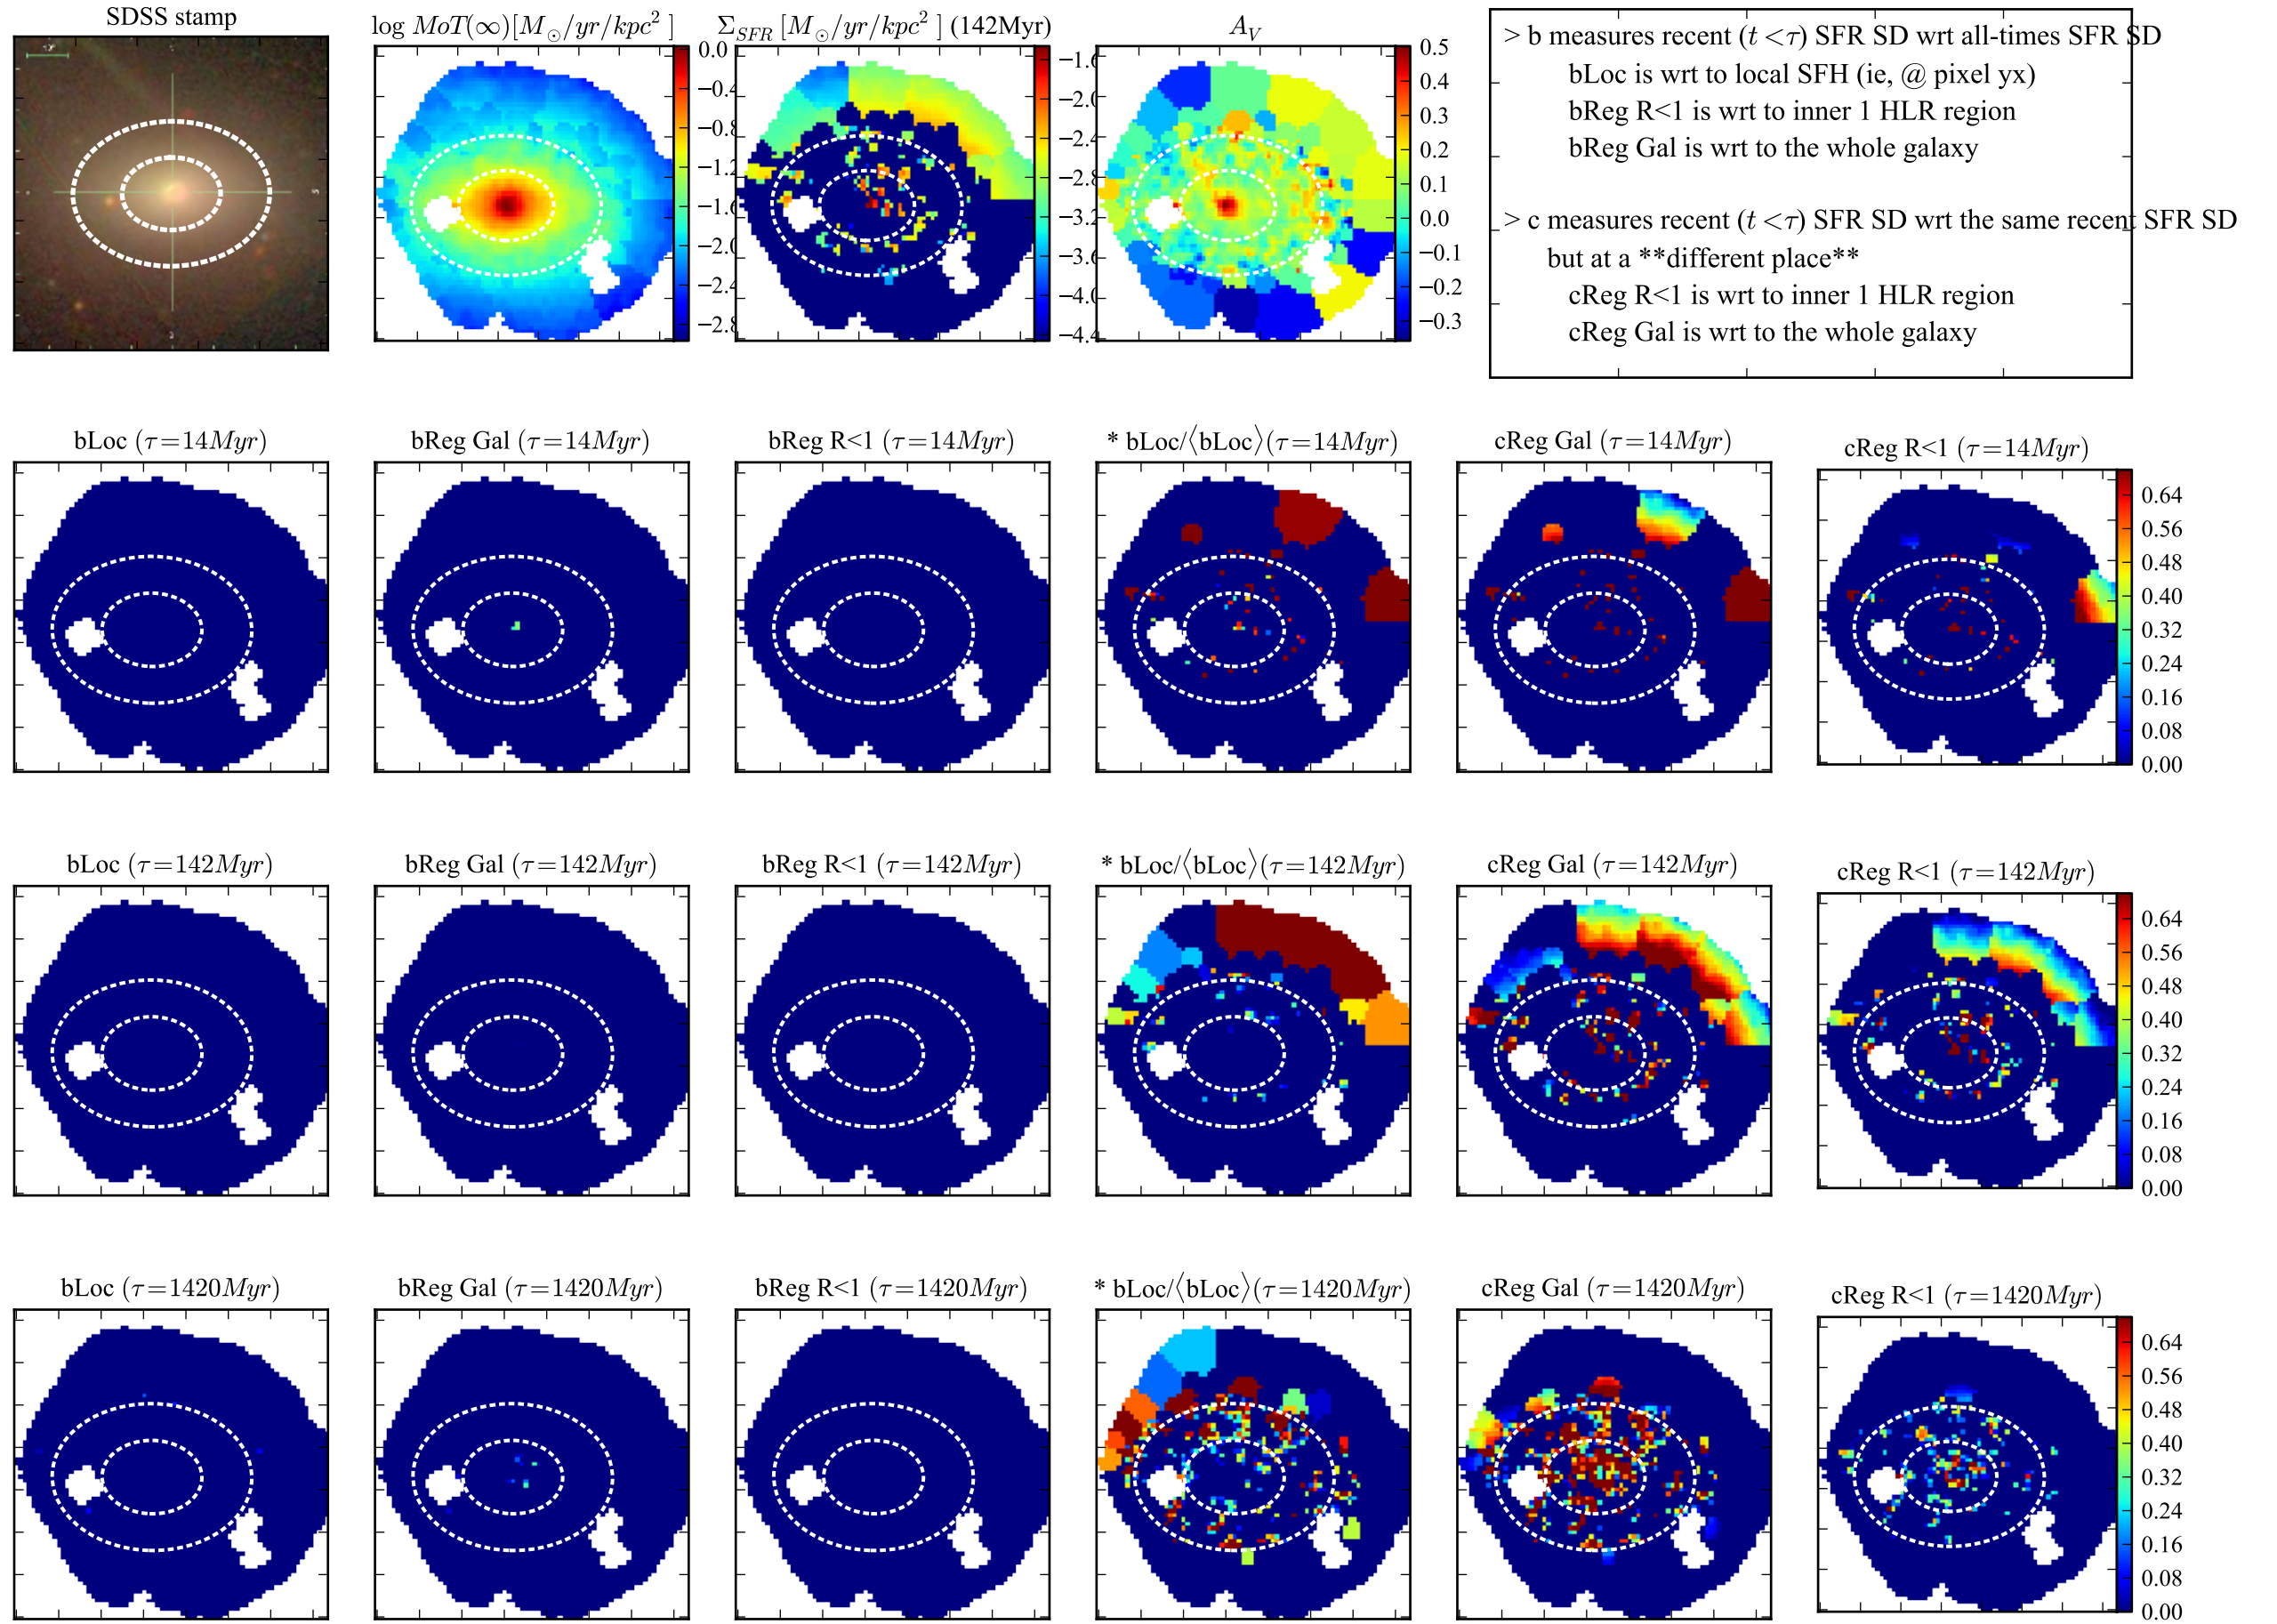 SDSS stamp
log MoT(∞)[M⊙/yr/kpc² ]
Σ_SFR [M⊙/yr/kpc² ] (142Myr)
A_V
0.0
−0.4
−0.8
−1.2
−1.6
−2.0
−2.4
−2.8
−1.6
−2.0
−2.4
−2.8
−3.2
−3.6
−4.0
−4.4
0.5
0.4
0.3
0.2
0.1
0.0
−0.1
−0.2
−0.3
> b measures recent (t <τ) SFR SD wrt all-times SFR SD
bLoc is wrt to local SFH (ie, @ pixel yx)
bReg R<1 is wrt to inner 1 HLR region
bReg Gal is wrt to the whole galaxy
> c measures recent (t <τ) SFR SD wrt the same recent SFR SD
but at a **different place**
cReg R<1 is wrt to inner 1 HLR region
cReg Gal is wrt to the whole galaxy
bLoc (τ=14Myr)
bReg Gal (τ=14Myr)
bReg R<1 (τ=14Myr)
* bLoc/⟨bLoc⟩(τ=14Myr)
cReg Gal (τ=14Myr)
cReg R<1 (τ=14Myr)
0.64
0.56
0.48
0.40
0.32
0.24
0.16
0.08
0.00
bLoc (τ=142Myr)
bReg Gal (τ=142Myr)
bReg R<1 (τ=142Myr)
* bLoc/⟨bLoc⟩(τ=142Myr)
cReg Gal (τ=142Myr)
cReg R<1 (τ=142Myr)
0.64
0.56
0.48
0.40
0.32
0.24
0.16
0.08
0.00
bLoc (τ=1420Myr)
bReg Gal (τ=1420Myr)
bReg R<1 (τ=1420Myr)
* bLoc/⟨bLoc⟩(τ=1420Myr)
cReg Gal (τ=1420Myr)
cReg R<1 (τ=1420Myr)
0.64
0.56
0.48
0.40
0.32
0.24
0.16
0.08
0.00